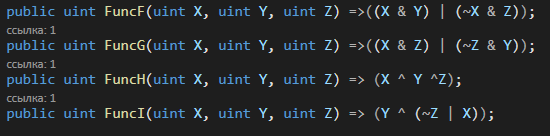 public uint FuncF(uint X, uint Y, uint Z) =>((X & Y) | (~X & Z));
ссылка: 1
public uint FuncG(uint X, uint Y, uint Z) =>((X & Z) | (~Z & Y));
ссылка: 1
public uint FuncH(uint X, uint Y, uint Z) => (X ^ Y ^Z);
ссылка: 1
public uint FuncI(uint X, uint Y, uint Z) => (Y ^ (~Z | X));